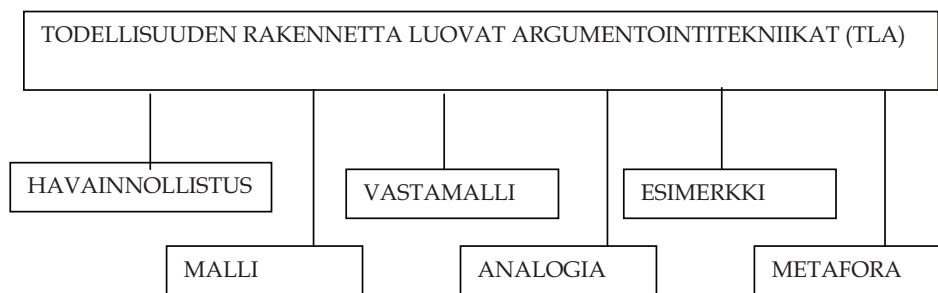 TODELLISUUDEN RAKENNETTA LUOVAT ARGUMENTOINTITEKNIIKAT (TLA)
HAVAINNOLLISTUS
VASTAMALLI
ESIMERKKI
MALLI
ANALOGIA
METAFORA